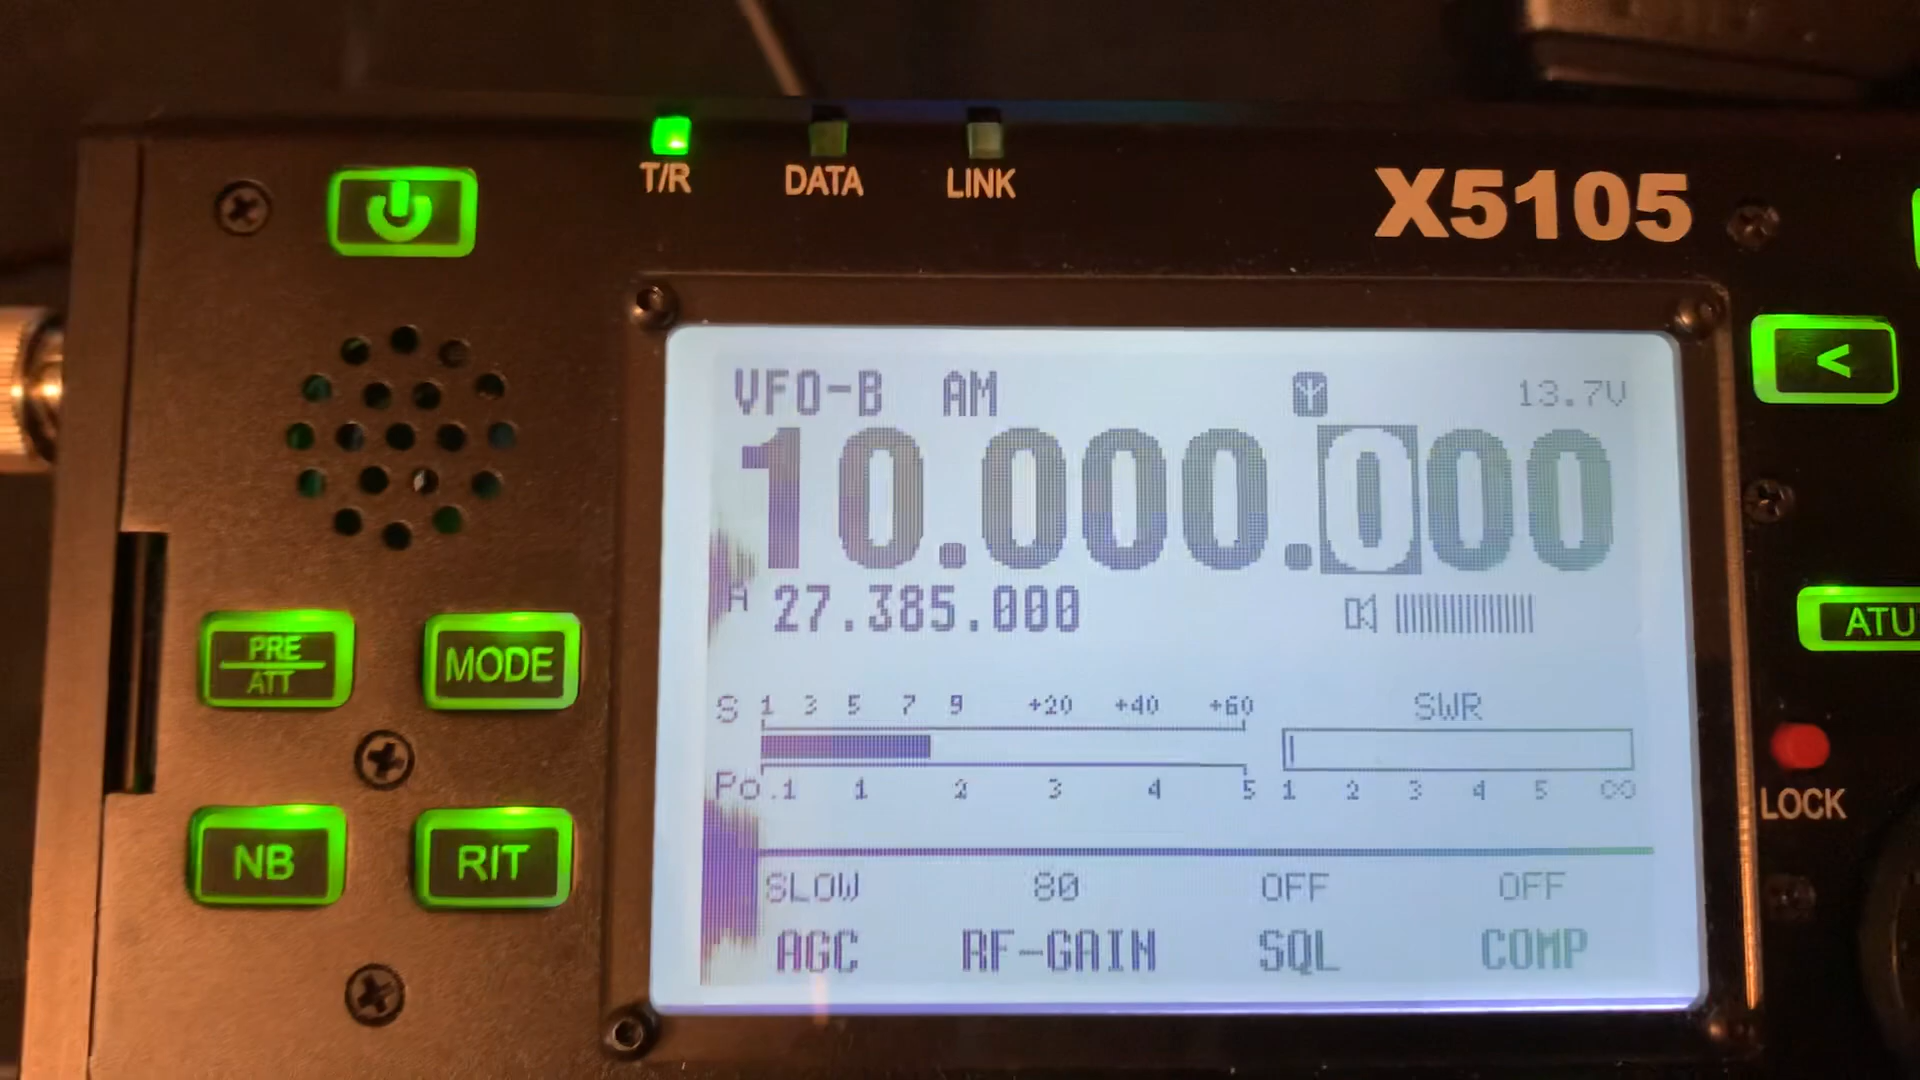 T/R DATA LINK
X5105
VFO-B AM 13.7V
10.000.000
A 27.385.000
<
ATU
PRE
ATT
MODE
S 1 3 5 7 9 +20 +40 +60 SWR
Po .1 1 2 3 4 5 1 2 3 4 5 ∞
LOCK
NB RIT
SLOW 80 OFF OFF
AGC RF-GAIN SQL COMP